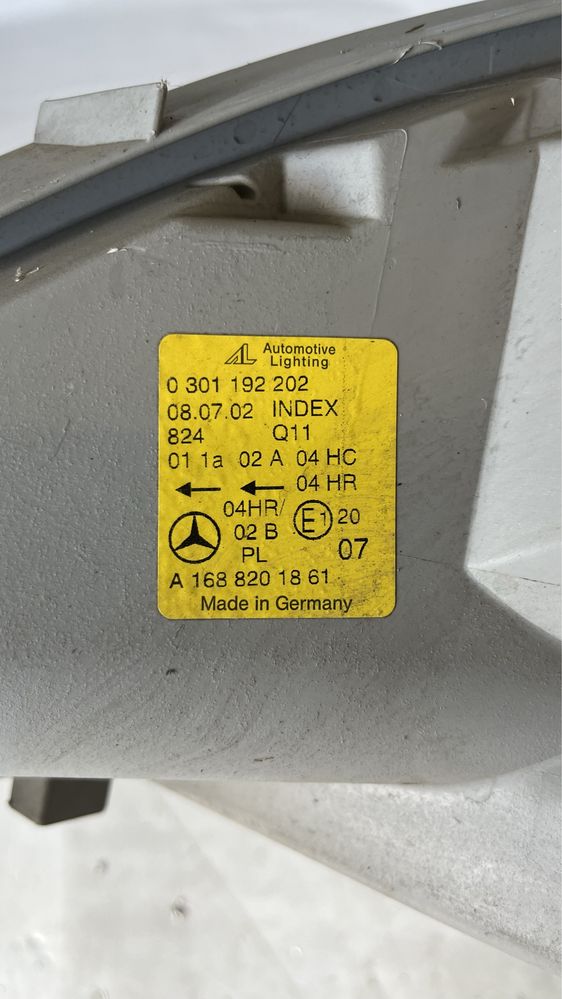 AL Automotive
Lighting
0 301 192 202
08.07.02 INDEX
824 Q11
01 1a 02 A 04 HC
04 HR
04HR/
02 B
PL
E1 20
07
A 168 820 18 61
Made in Germany